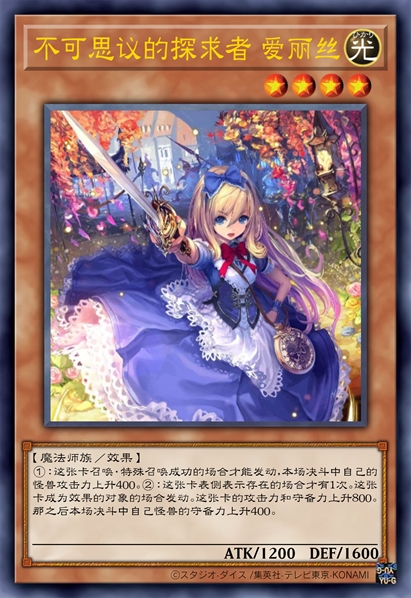 不可思议的探求者 爱丽丝
ひかり
光
【魔法师族／效果】
①：这张卡召唤·特殊召唤成功的场合才能发动.本场决斗中自己的
怪兽攻击力上升400。②：这张卡表侧表示存在的场合才有1次。这张
卡成为效果的对象的场合发动。这张卡的攻击力和守备力上升800。
那之后本场决斗中自己怪兽的守备力上升400。
ATK/1200 DEF/1600
©スタジオ·ダイス /集英社·テレビ東京·KONAMI